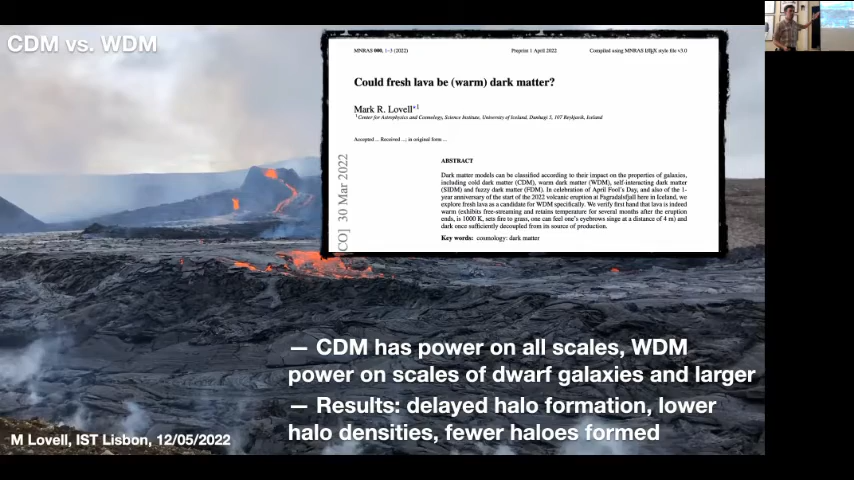 CDM vs. WDM
MNRAS 000, 1–3 (2022)
Preprint 1 April 2022
Compiled using MNRAS LATEX style file v3.0
Could fresh lava be (warm) dark matter?
Mark R. Lovell★1
1Center for Astrophysics and Cosmology, Science Institute, University of Iceland, Dunhagi 5, 107 Reykjavik, Iceland
Accepted ... Received ...; in original form ...
CO] 30 Mar 2022
ABSTRACT
Dark matter models can be classified according to their impact on the properties of galaxies,
including cold dark matter (CDM), warm dark matter (WDM), self-interacting dark matter
(SIDM) and fuzzy dark matter (FDM). In celebration of April Fool's Day, and also of the 1-
year anniversary of the start of the 2022 volcanic eruption at Fagradalsfjall here in Iceland, we
explore fresh lava as a candidate for WDM specifically. We verify first hand that lava is indeed
warm (exhibits free-streaming and retains temperature for several months after the eruption
ends, is 1000 K, sets fire to grass, one can feel one's eyebrows singe at a distance of 4 m) and
dark once sufficiently decoupled from its source of production.
Key words: cosmology: dark matter
— CDM has power on all scales, WDM
power on scales of dwarf galaxies and larger
— Results: delayed halo formation, lower
halo densities, fewer haloes formed
M Lovell, IST Lisbon, 12/05/2022